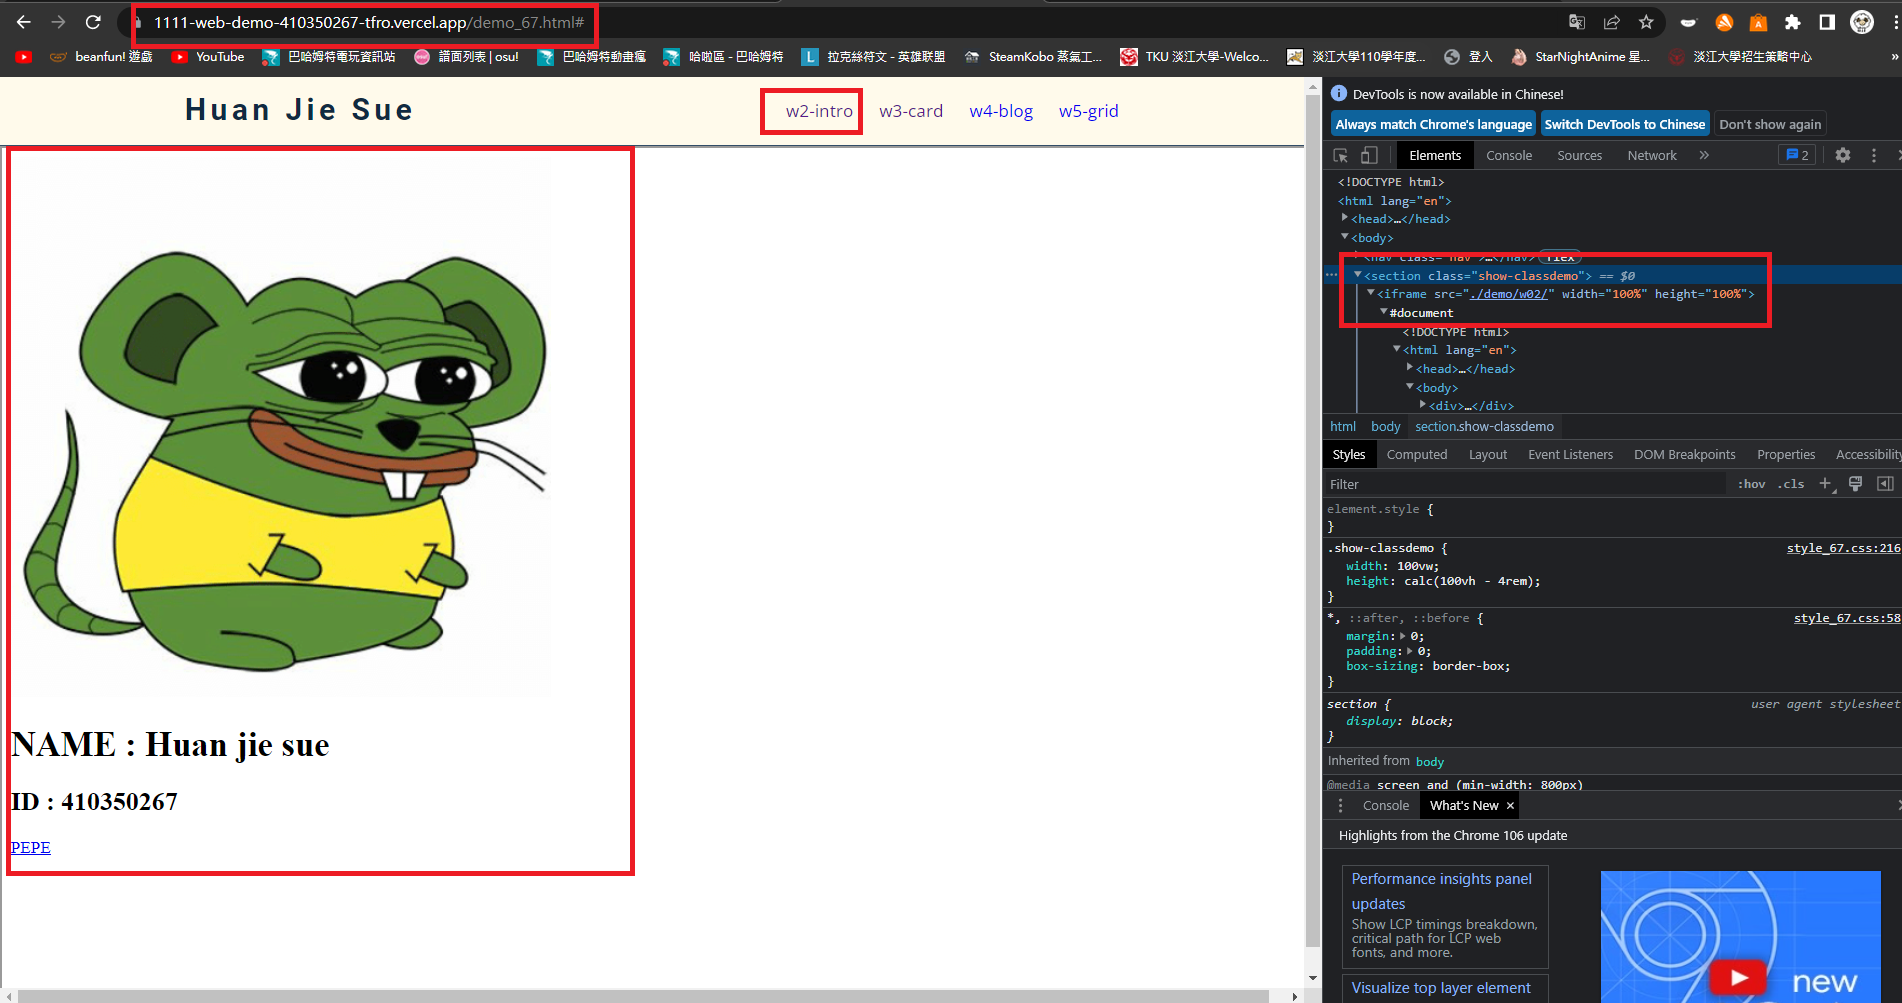 1111-web-demo-410350267-tfro.vercel.app/demo_67.html#
beanfun! 遊戲
YouTube
巴哈姆特電玩資訊站
譜面列表 | osu!
巴哈姆特動畫瘋
哈啦區 - 巴哈姆特
拉克絲符文 - 英雄联盟
SteamKobo 蒸氣工...
TKU 淡江大學-Welco...
淡江大學110學年度...
登入
StarNightAnime 星...
淡江大學招生策略中心
»
Huan Jie Sue
w2-intro
w3-card
w4-blog
w5-grid
NAME : Huan jie sue
ID : 410350267
PEPE
DevTools is now available in Chinese!
Always match Chrome's language
Switch DevTools to Chinese
Don't show again
Elements
Console
Sources
Network
»
2
<!DOCTYPE html>
<html lang="en">
<head>…</head>
<body>
<nav class="nav">…</nav> flex
<section class="show-classdemo"> == $0
<iframe src="./demo/w02/" width="100%" height="100%">
#document
<!DOCTYPE html>
<html lang="en">
<head>…</head>
<body>
<div>…</div>
html body section.show-classdemo
Styles
Computed
Layout
Event Listeners
DOM Breakpoints
Properties
Accessibility
Filter
:hov .cls +
element.style {
}
.show-classdemo { style_67.css:216
width: 100vw;
height: calc(100vh - 4rem);
}
*, ::after, ::before { style_67.css:58
margin: 0;
padding: 0;
box-sizing: border-box;
}
section { user agent stylesheet
display: block;
}
Inherited from body
@media screen and (min-width: 800px)
Console
What's New ×
Highlights from the Chrome 106 update
Performance insights panel
updates
Show LCP timings breakdown,
critical path for LCP web
fonts, and more.
Visualize top layer element
new